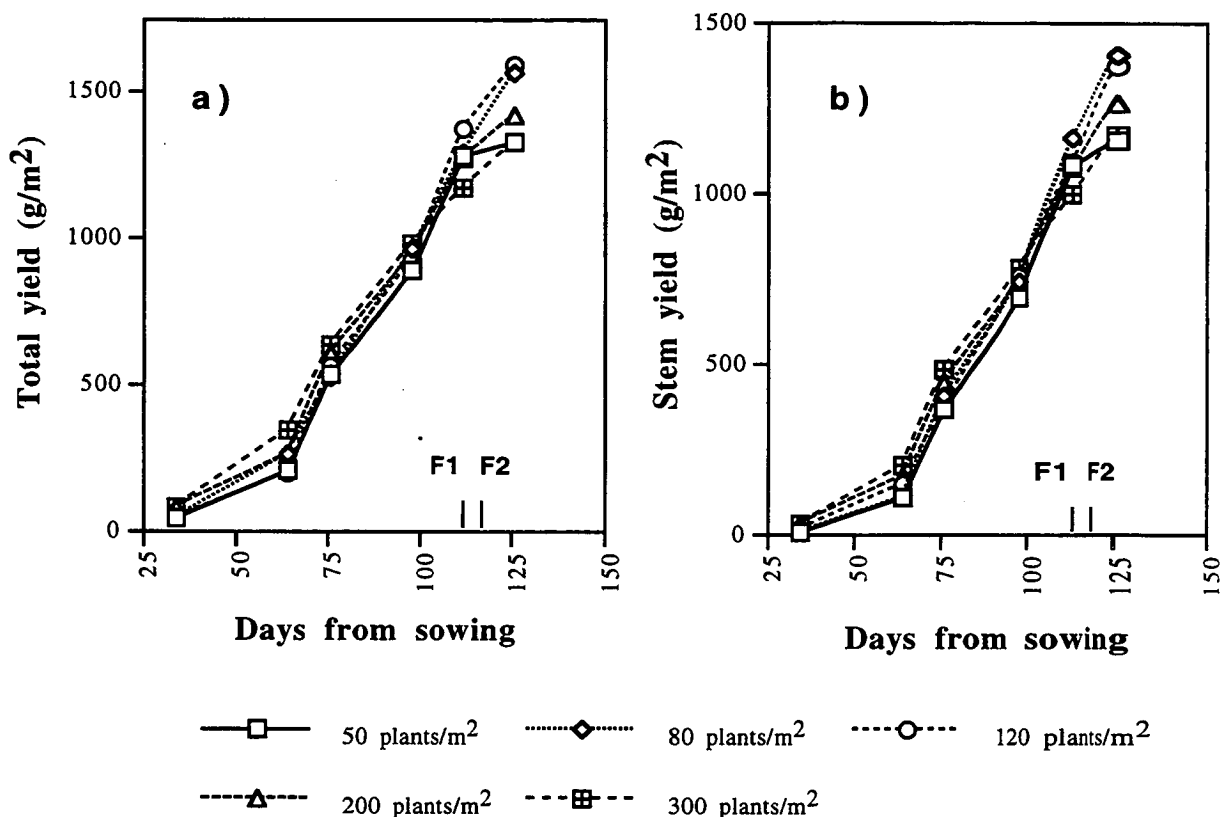 a)
1500
1000
500
0
Total yield (g/m²)
F1 F2
25 50 75 100 125 150
Days from sowing
b)
1500
1000
500
0
Stem yield (g/m²)
F1 F2
25 50 75 100 125 150
Days from sowing
50 plants/m² 80 plants/m² 120 plants/m²
200 plants/m² 300 plants/m²